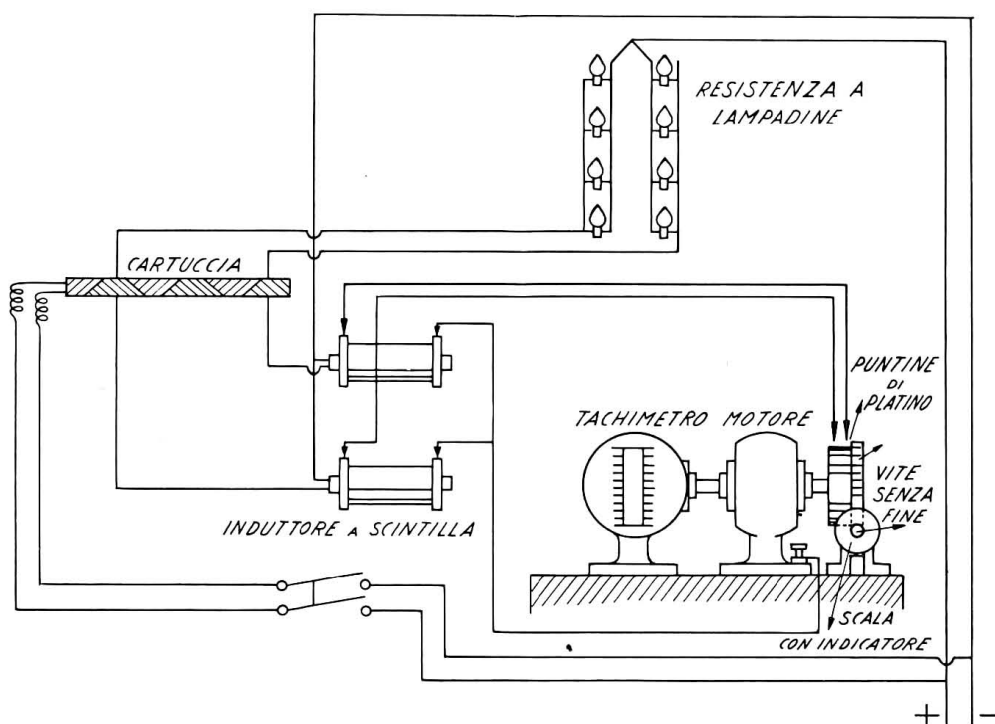 RESISTENZA A
LAMPADINE
CARTUCCIA
PUNTINE
DI
PLATINO
TACHIMETRO MOTORE
VITE
SENZA
FINE
INDUTTORE A SCINTILLA
SCALA
CON INDICATORE
+ -